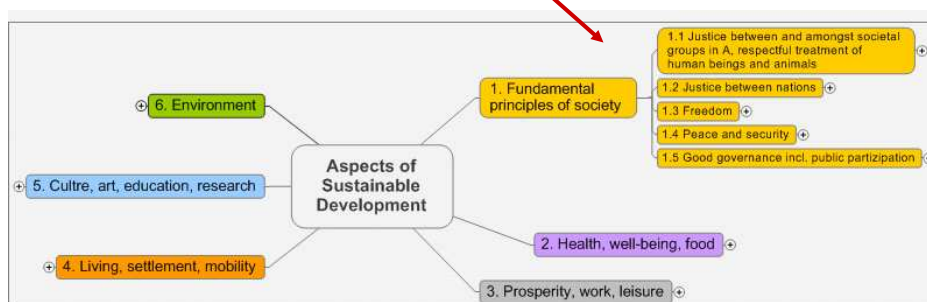 1. Fundamental
principles of society
1.1 Justice between and amongst societal
groups in A, respectful treatment of
human beings and animals
1.2 Justice between nations
1.3 Freedom
1.4 Peace and security
1.5 Good governance incl. public partizipation
6. Environment
Aspects of
Sustainable
Development
5. Cultre, art, education, research
2. Health, well-being, food
4. Living, settlement, mobility
3. Prosperity, work, leisure